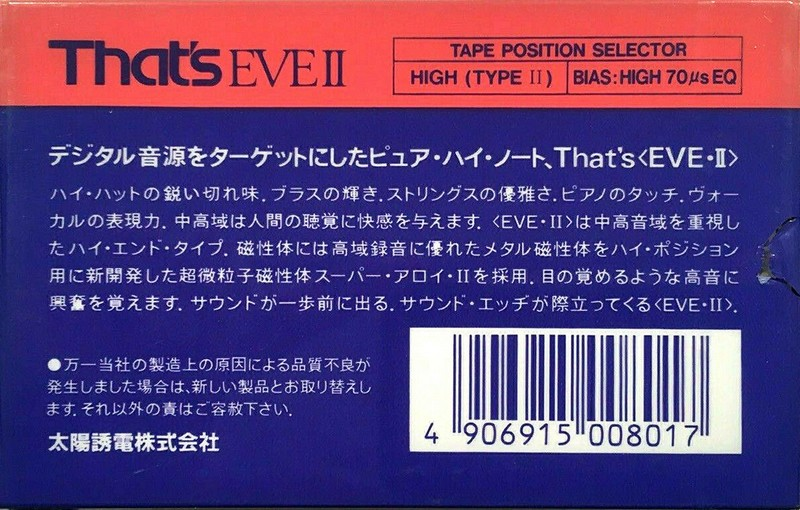 That's EVE II
TAPE POSITION SELECTOR
HIGH (TYPE II) BIAS:HIGH 70μs EQ
デジタル音源をターゲットにしたピュア・ハイ・ノート、That's〈EVE・II〉
ハイ・ハットの鋭い切れ味．ブラスの輝き．ストリングスの優雅さ．ピアノのタッチ．ヴォー
カルの表現力．中高域は人間の聴覚に快感を与えます．〈EVE・II〉は中高音域を重視し
たハイ・エンド・タイプ．磁性体には高域録音に優れたメタル磁性体をハイ・ポジション
用に新開発した超微粒子磁性体スーパー・アロイ・IIを採用．目の覚めるような高音に
興奮を覚えます．サウンドが一歩前に出る．サウンド・エッヂが際立ってくる〈EVE・II〉．
●万一当社の製造上の原因による品質不良が
発生しました場合は、新しい製品とお取り替えし
ます．それ以外の責はご容赦下さい．
太陽誘電株式会社
4 906915 008017